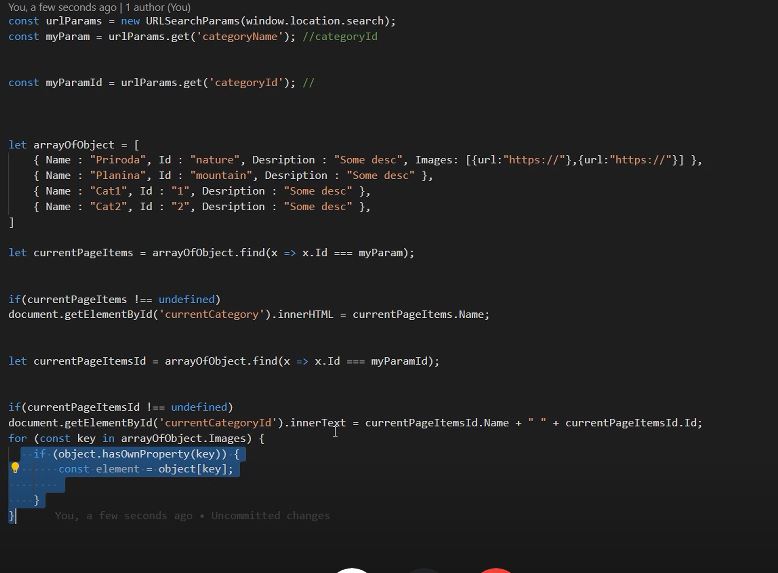 You, a few seconds ago | 1 author (You)
const urlParams = new URLSearchParams(window.location.search);
const myParam = urlParams.get('categoryName'); //categoryId
const myParamId = urlParams.get('categoryId'); //
let arrayOfObject = [
{ Name : "Priroda", Id : "nature", Desription : "Some desc", Images: [{url:"https://"},{url:"https://"}] },
{ Name : "Planina", Id : "mountain", Desription : "Some desc" },
{ Name : "Cat1", Id : "1", Desription : "Some desc" },
{ Name : "Cat2", Id : "2", Desription : "Some desc" },
]
let currentPageItems = arrayOfObject.find(x => x.Id === myParam);
if(currentPageItems !== undefined)
document.getElementById('currentCategory').innerHTML = currentPageItems.Name;
let currentPageItemsId = arrayOfObject.find(x => x.Id === myParamId);
if(currentPageItemsId !== undefined)
document.getElementById('currentCategoryId').innerText = currentPageItemsId.Name + " " + currentPageItemsId.Id;
for (const key in arrayOfObject.Images) {
if (object.hasOwnProperty(key)) {
const element = object[key];
}
} You, a few seconds ago • Uncommitted changes